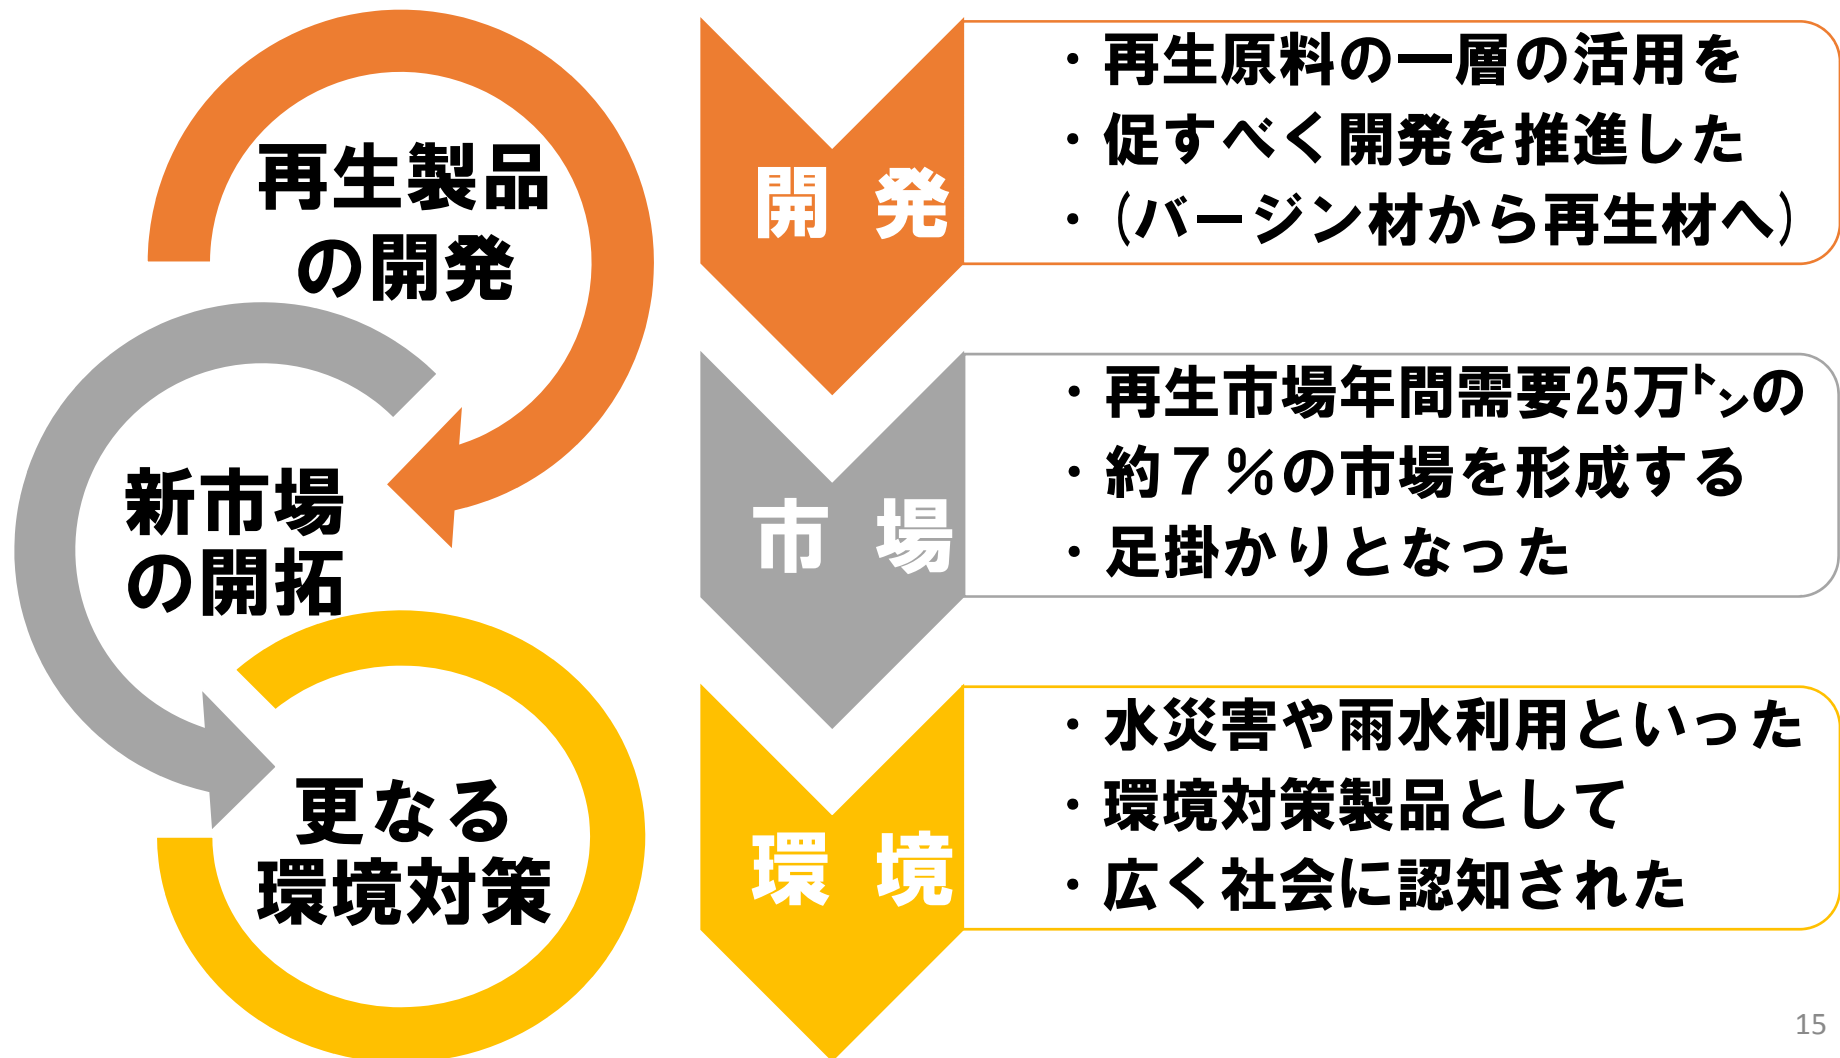 再生製品
の開発
新市場
の開拓
更なる
環境対策
開 発
・再生原料の一層の活用を
・促すべく開発を推進した
・(バージン材から再生材へ)
市 場
・再生市場年間需要25万㌧の
・約７％の市場を形成する
・足掛かりとなった
環 境
・水災害や雨水利用といった
・環境対策製品として
・広く社会に認知された
15